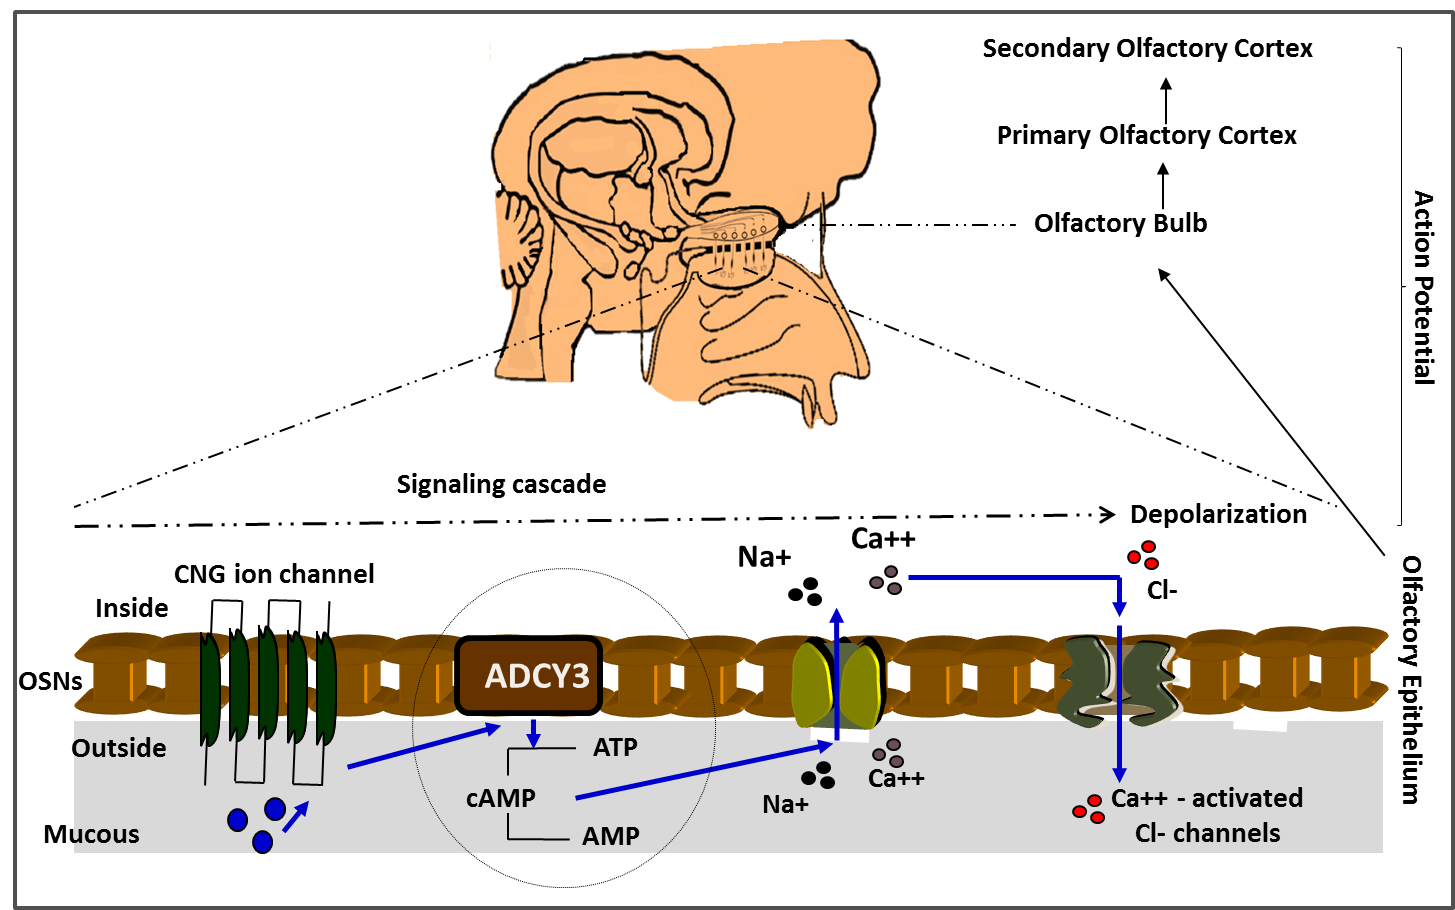 Secondary Olfactory Cortex
Primary Olfactory Cortex
Olfactory Bulb
Action Potential
Signaling cascade
Depolarization
Na+
Ca++
Cl-
CNG ion channel
Inside
OSNs
ADCY3
Olfactory Epithelium
Outside
ATP
cAMP
AMP
Na+
Ca++
Mucous
Ca++ - activated
Cl- channels